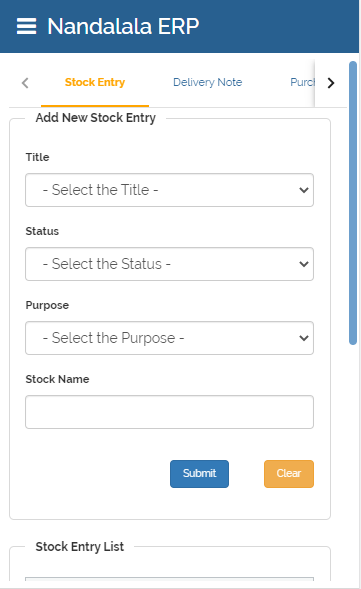 Nandalala ERP
Stock Entry
Delivery Note
Add New Stock Entry
Title
- Select the Title -
Status
- Select the Status -
Purpose
- Select the Purpose -
Stock Name
Submit
Clear
Stock Entry List